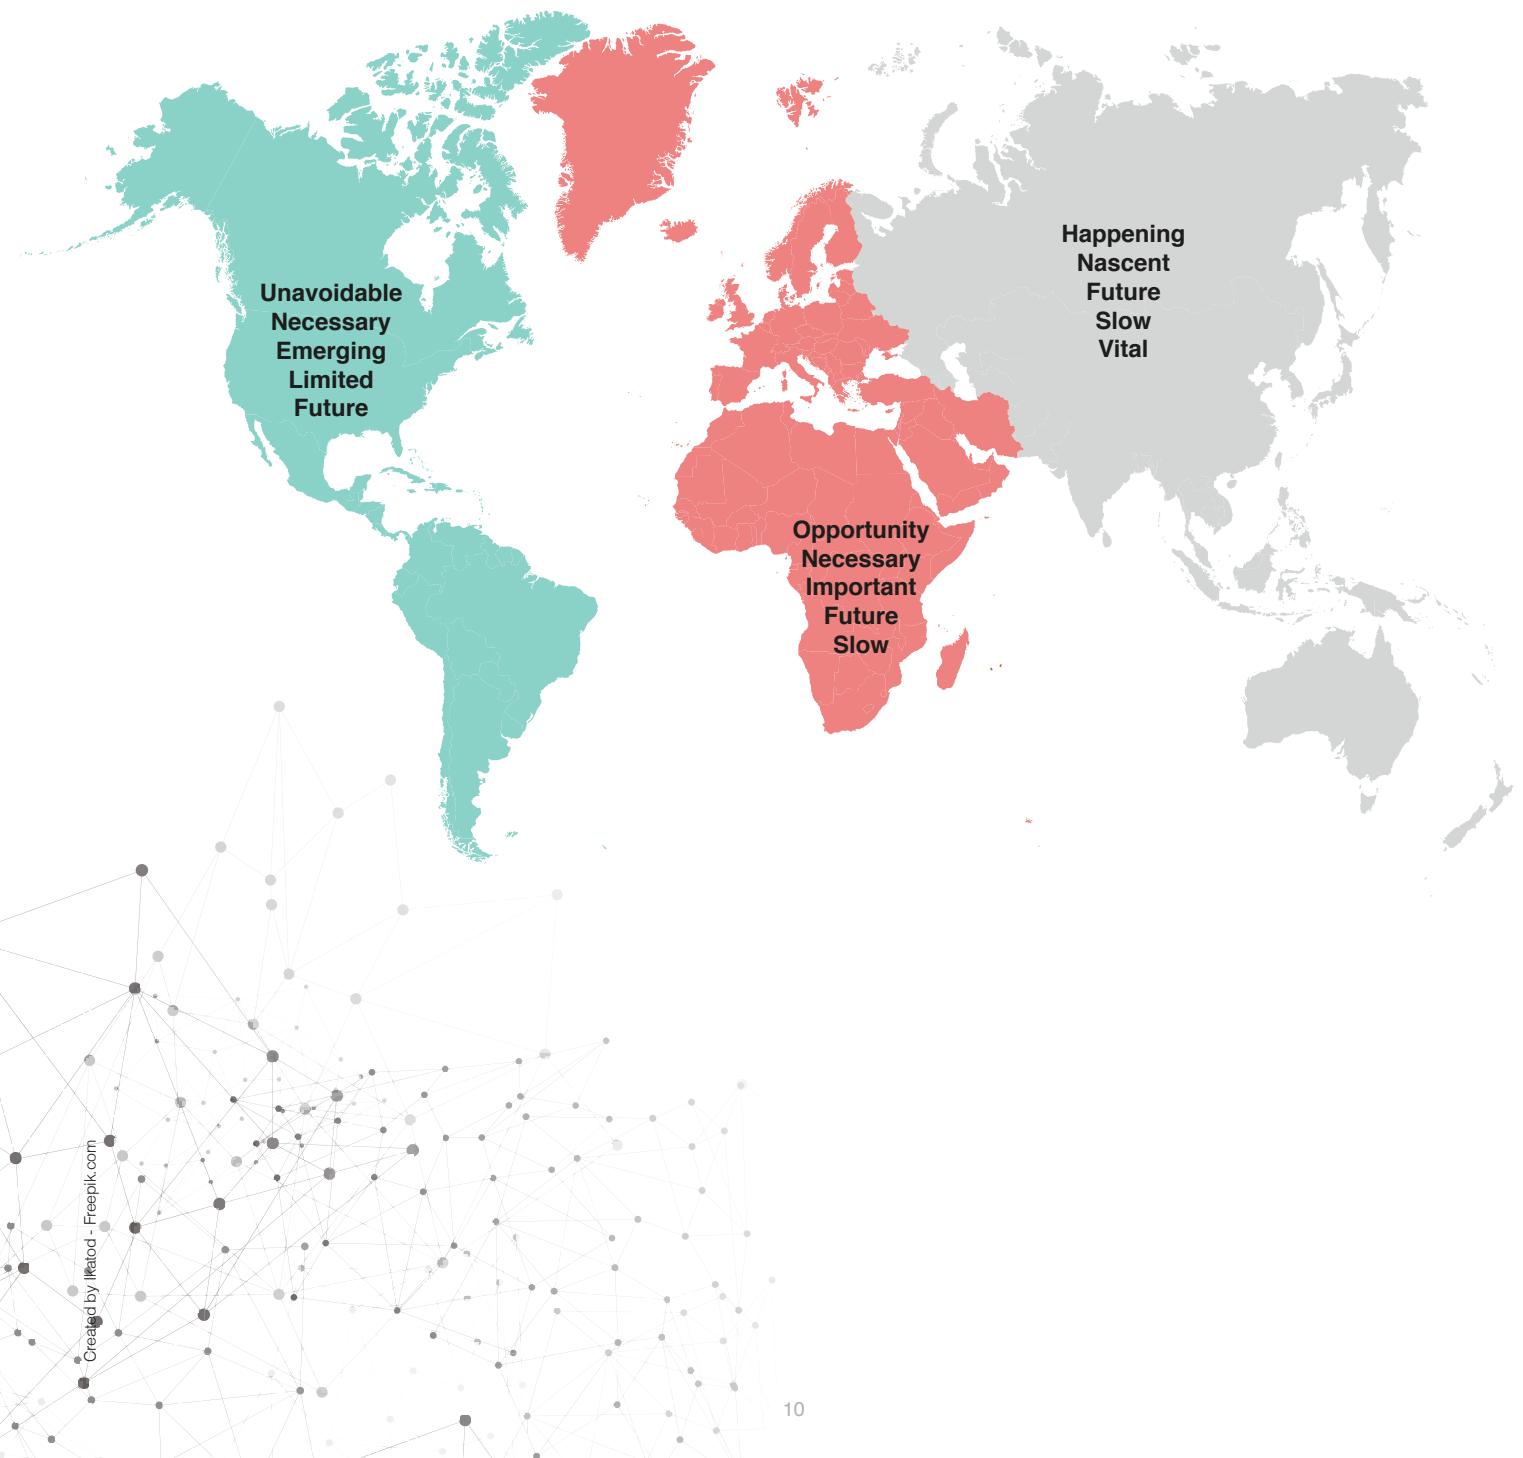 Unavoidable
Necessary
Emerging
Limited
Future
Opportunity
Necessary
Important
Future
Slow
Happening
Nascent
Future
Slow
Vital
Created by Ikatod - Freepik.com
10